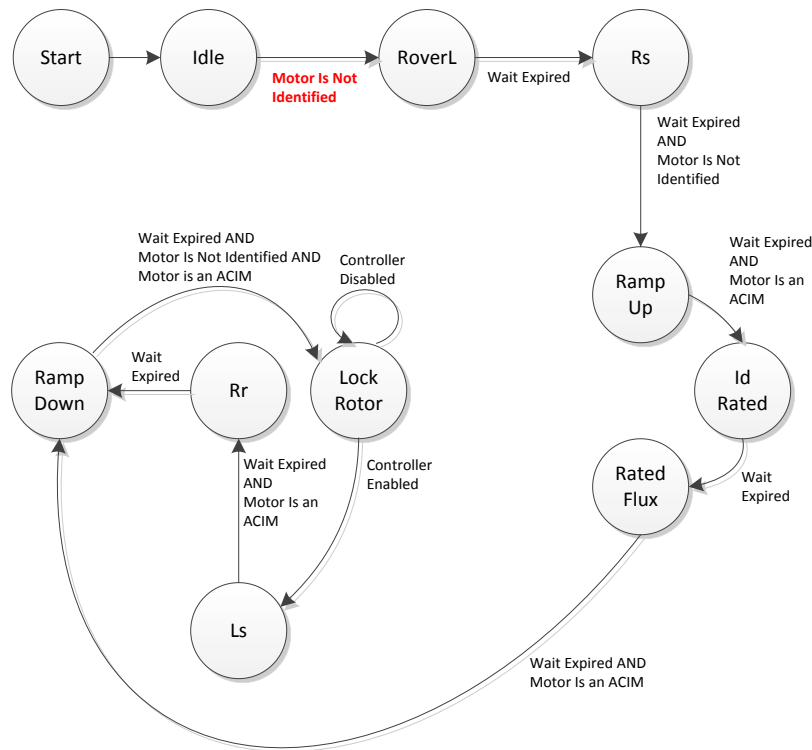 Start
Idle
Motor Is Not
Identified
RoverL
Wait Expired
Rs
Wait Expired
AND
Motor Is Not
Identified
Ramp
Up
Wait Expired
AND
Motor Is an
ACIM
Id
Rated
Wait
Expired
Rated
Flux
Wait Expired AND
Motor Is an ACIM
Ramp
Down
Wait Expired AND
Motor Is Not Identified AND
Motor is an ACIM
Controller
Disabled
Lock
Rotor
Controller
Enabled
Ls
Wait Expired
AND
Motor Is an
ACIM
Rr
Wait
Expired